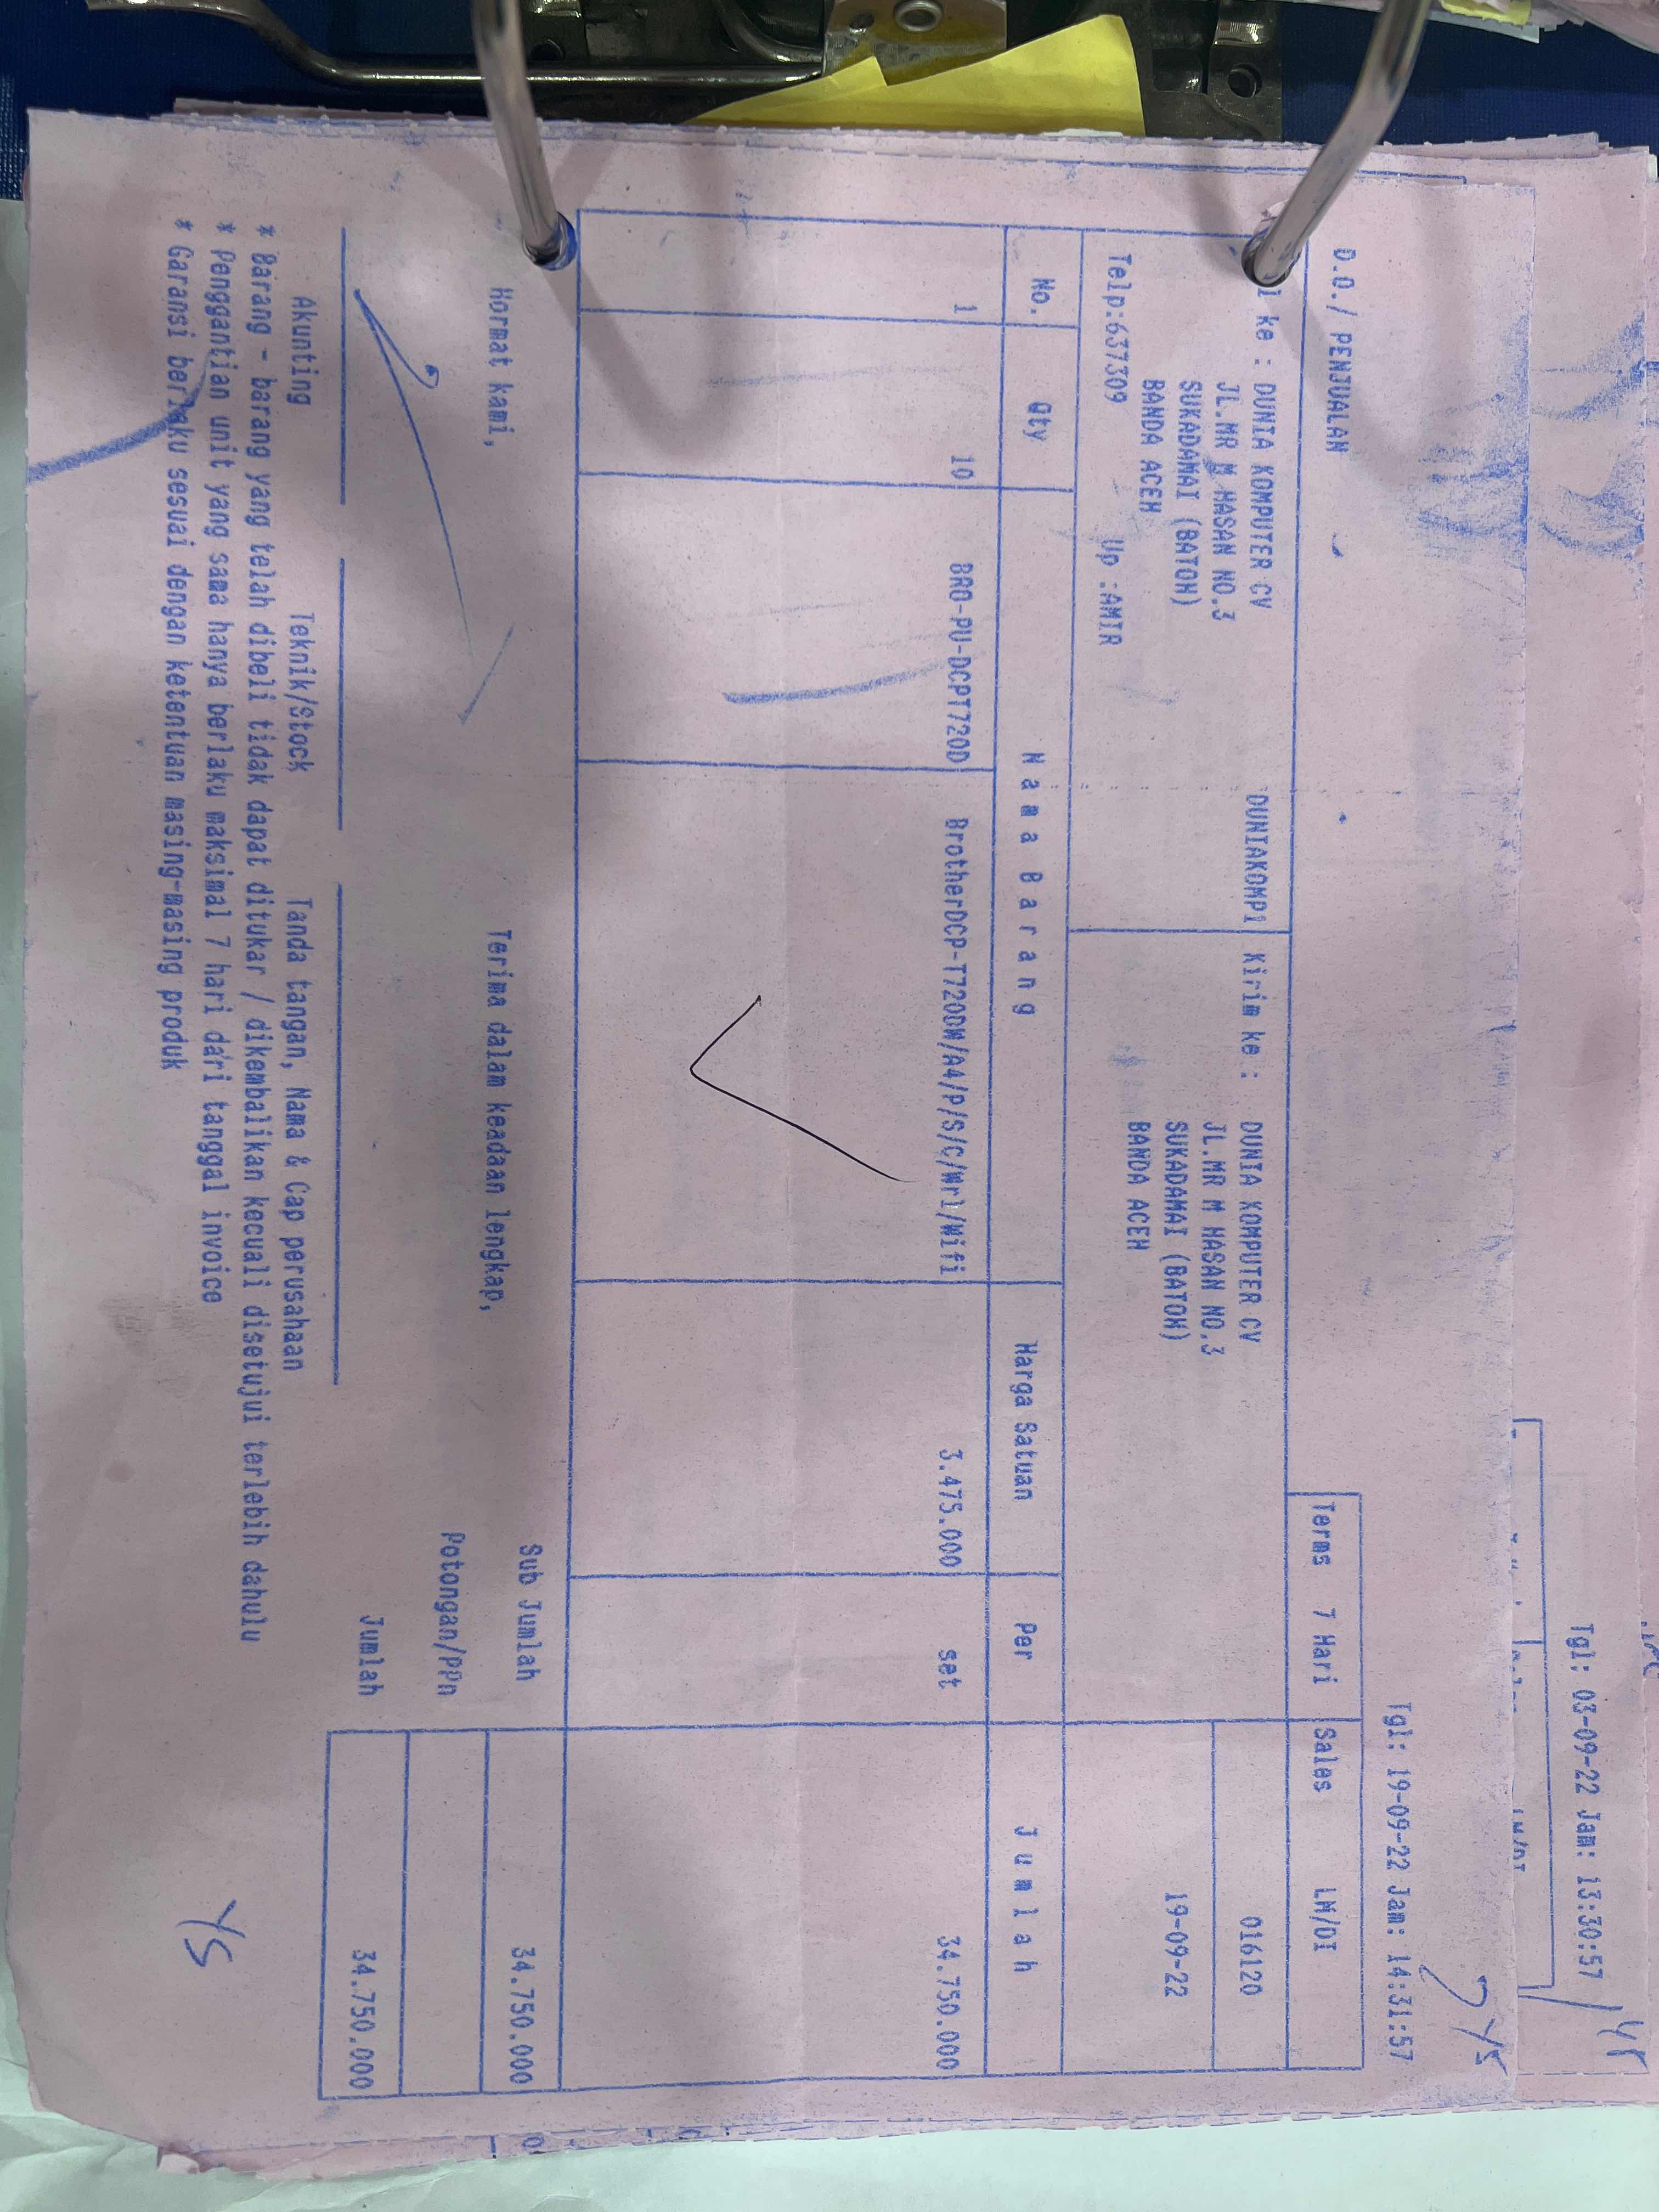 Tgl: 03-09-22 Jam: 13:30:57
Tgl: 19-09-22 Jam: 14:31:57
D.O./ PENJUALAN
Terms 7 Hari Sales LM/DI
ke : DUNIA KOMPUTER CV DUNIAKOMP1 Kirim ke : DUNIA KOMPUTER CV 016120
JL.MR M HASAN NO.3 JL.MR M HASAN NO.3
SUKADAMAI (BATOH) SUKADAMAI (BATOH) 19-09-22
BANDA ACEH BANDA ACEH
Telp:637309 Up :AMIR
No. Qty Nama Barang Harga Satuan Per Jumlah
1 10 BRO-PU-DCPT720D BrotherDCP-T720DW/A4/P/S/C/Wrl/Wifi 3.475.000 set 34.750.000
Sub Jumlah 34.750.000
Hormat kami, Terima dalam keadaan lengkap,
Potongan/PPn
Jumlah 34.750.000
Akunting Teknik/Stock Tanda tangan, Nama & Cap perusahaan
* Barang - barang yang telah dibeli tidak dapat ditukar / dikembalikan kecuali disetujui terlebih dahulu
* Penggantian unit yang sama hanya berlaku maksimal 7 hari dari tanggal invoice
* Garansi berlaku sesuai dengan ketentuan masing-masing produk